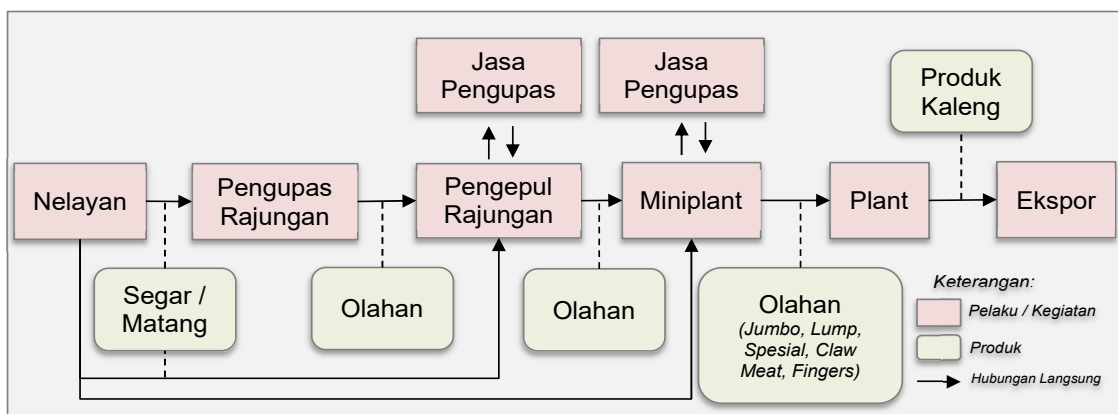 Jasa
Pengupas
Jasa
Pengupas
Produk
Kaleng
Nelayan
Pengupas
Rajungan
Pengepul
Rajungan
Miniplant
Plant
Ekspor
Segar /
Matang
Olahan
Olahan
Olahan
(Jumbo, Lump,
Spesial, Claw
Meat, Fingers)
Keterangan:
Pelaku / Kegiatan
Produk
Hubungan Langsung